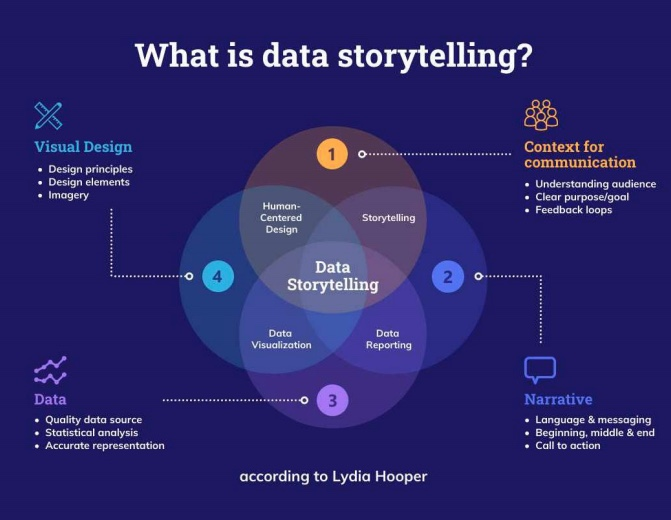 What is data storytelling?
Visual Design
• Design principles
• Design elements
• Imagery
Context for
communication
• Understanding audience
• Clear purpose/goal
• Feedback loops
1
Human-
Centered
Design
Storytelling
4
Data
Storytelling
2
Data
Visualization
Data
Reporting
3
Data
• Quality data source
• Statistical analysis
• Accurate representation
Narrative
• Language & messaging
• Beginning, middle & end
• Call to action
according to Lydia Hooper